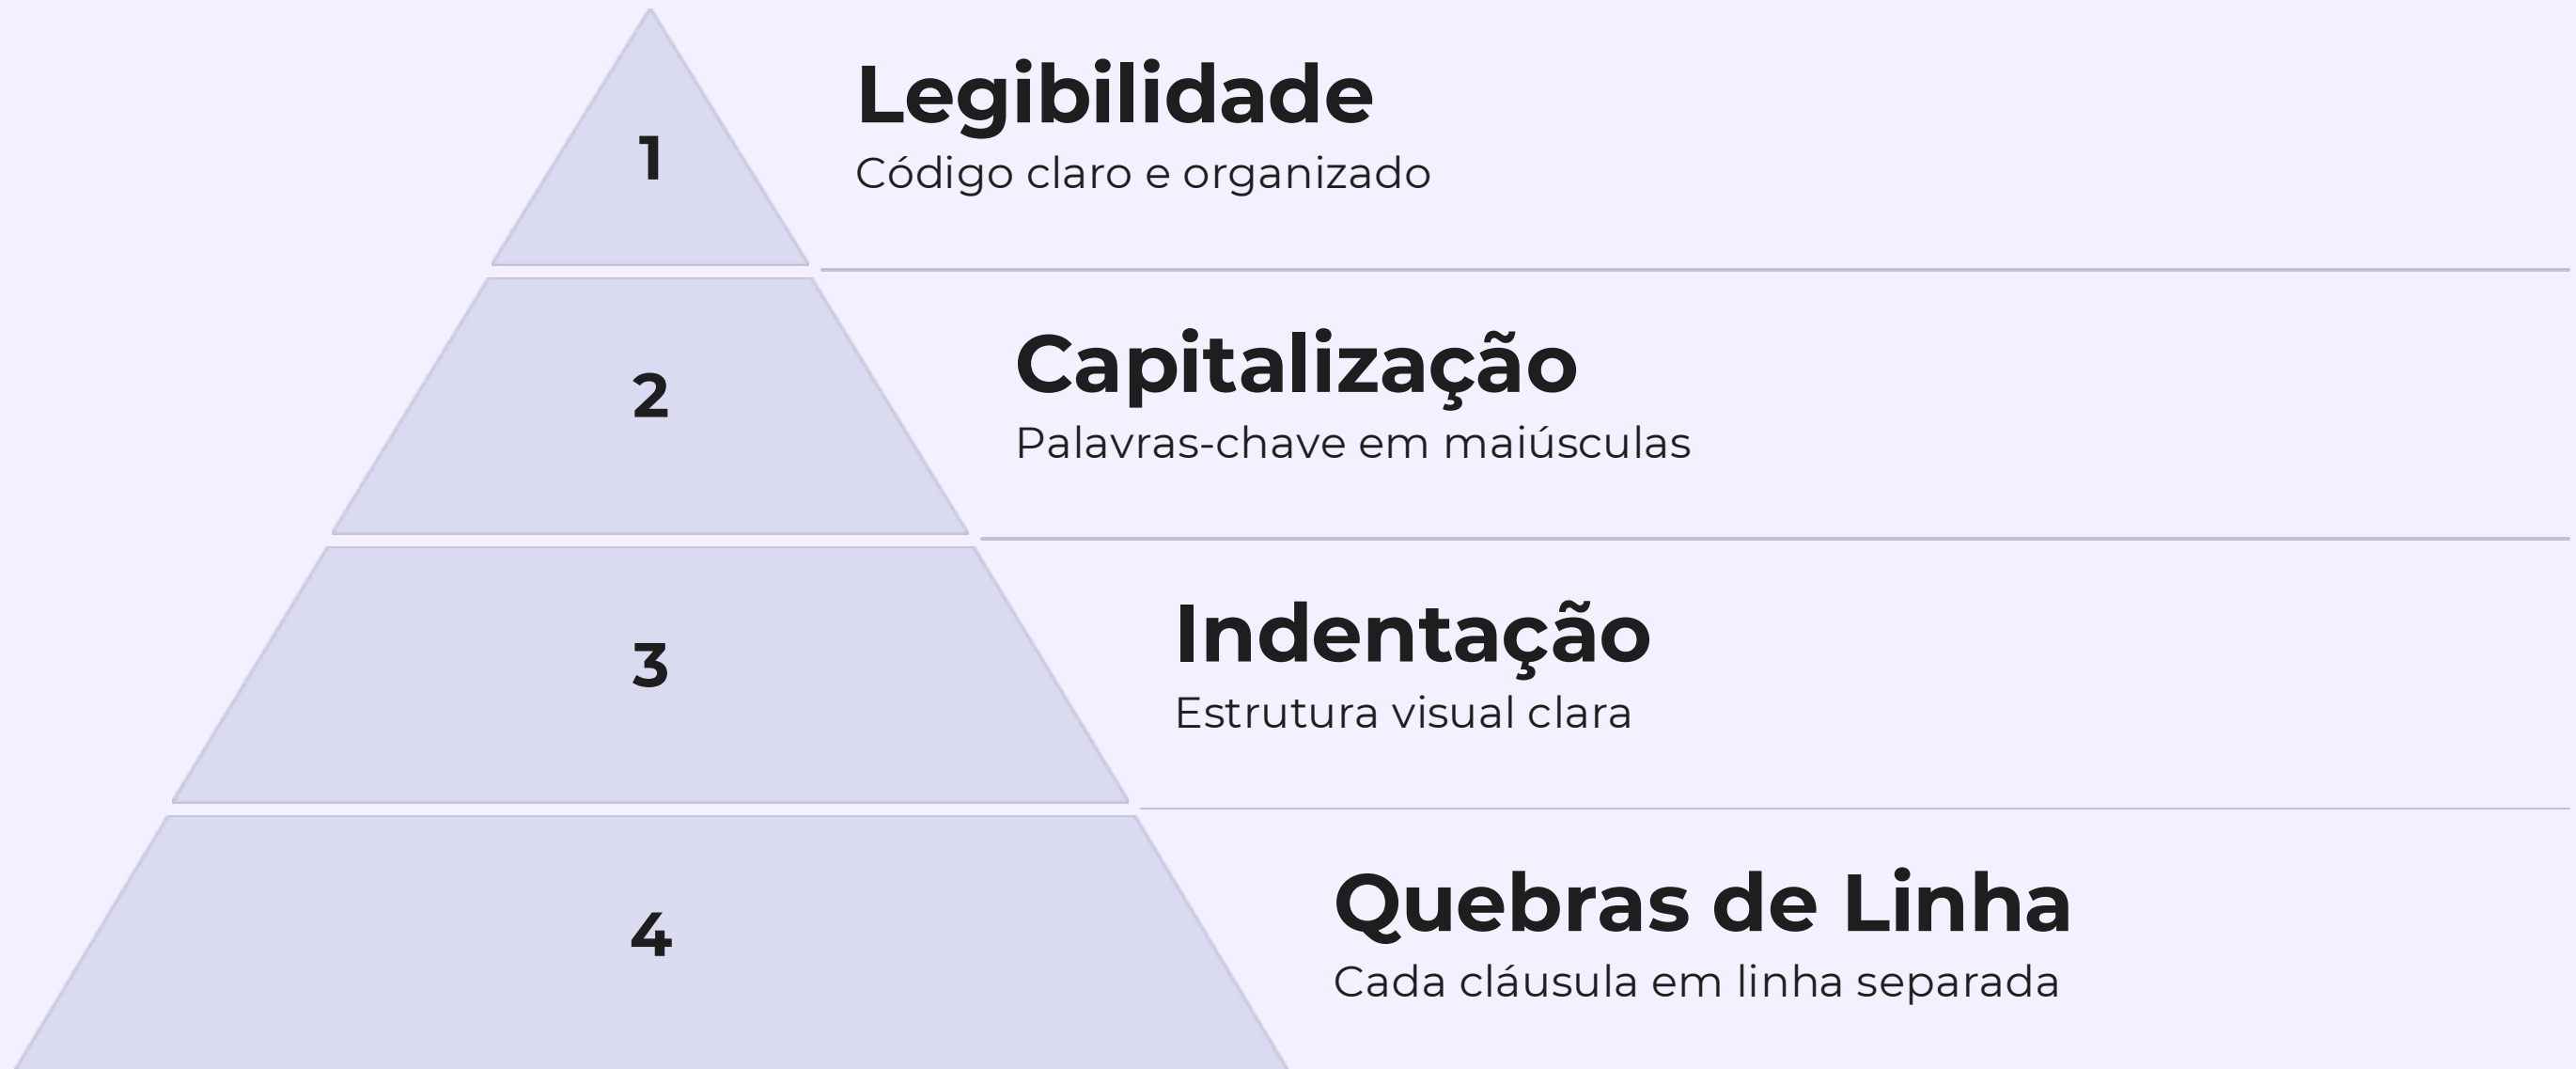 1
Legibilidade
Código claro e organizado
2
Capitalização
Palavras-chave em maiúsculas
3
Indentação
Estrutura visual clara
4
Quebras de Linha
Cada cláusula em linha separada